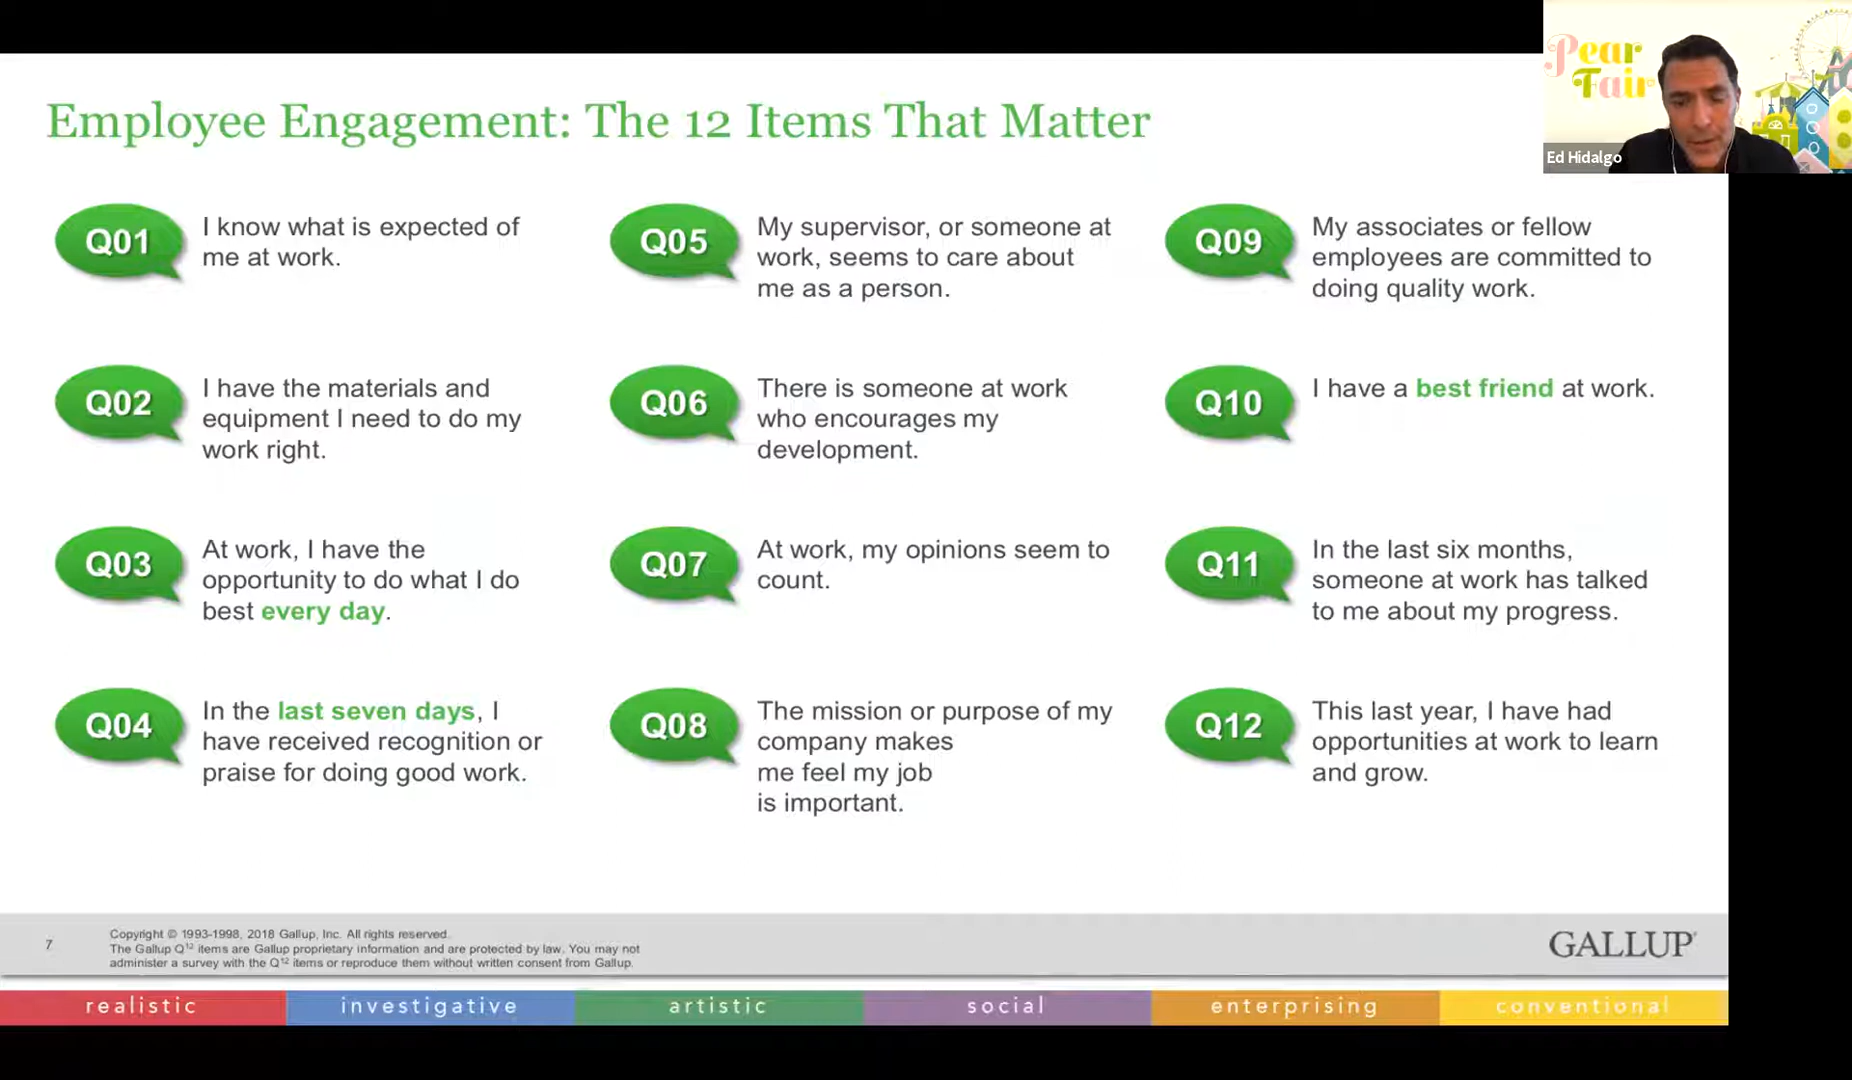 Pear
Fair
Ed Hidalgo
Employee Engagement: The 12 Items That Matter
Q01
I know what is expected of
me at work.
Q02
I have the materials and
equipment I need to do my
work right.
Q03
At work, I have the
opportunity to do what I do
best every day.
Q04
In the last seven days, I
have received recognition or
praise for doing good work.
Q05
My supervisor, or someone at
work, seems to care about
me as a person.
Q06
There is someone at work
who encourages my
development.
Q07
At work, my opinions seem to
count.
Q08
The mission or purpose of my
company makes
me feel my job
is important.
Q09
My associates or fellow
employees are committed to
doing quality work.
Q10
I have a best friend at work.
Q11
In the last six months,
someone at work has talked
to me about my progress.
Q12
This last year, I have had
opportunities at work to learn
and grow.
7
Copyright © 1993-1998, 2018 Gallup, Inc. All rights reserved.
The Gallup Q¹² items are Gallup proprietary information and are protected by law. You may not
administer a survey with the Q¹² items or reproduce them without written consent from Gallup.
GALLUP®
realistic
investigative
artistic
social
enterprising
conventional